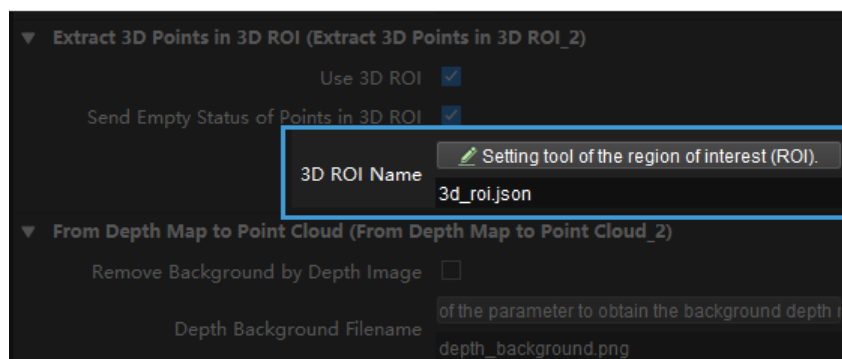 Extract 3D Points in 3D ROI (Extract 3D Points in 3D ROI_2)
Use 3D ROI
Send Empty Status of Points in 3D ROI
3D ROI Name
Setting tool of the region of interest (ROI).
3d_roi.json
From Depth Map to Point Cloud (From Depth Map to Point Cloud_2)
Remove Background by Depth Image
Depth Background Filename
of the parameter to obtain the background depth
depth_background.png